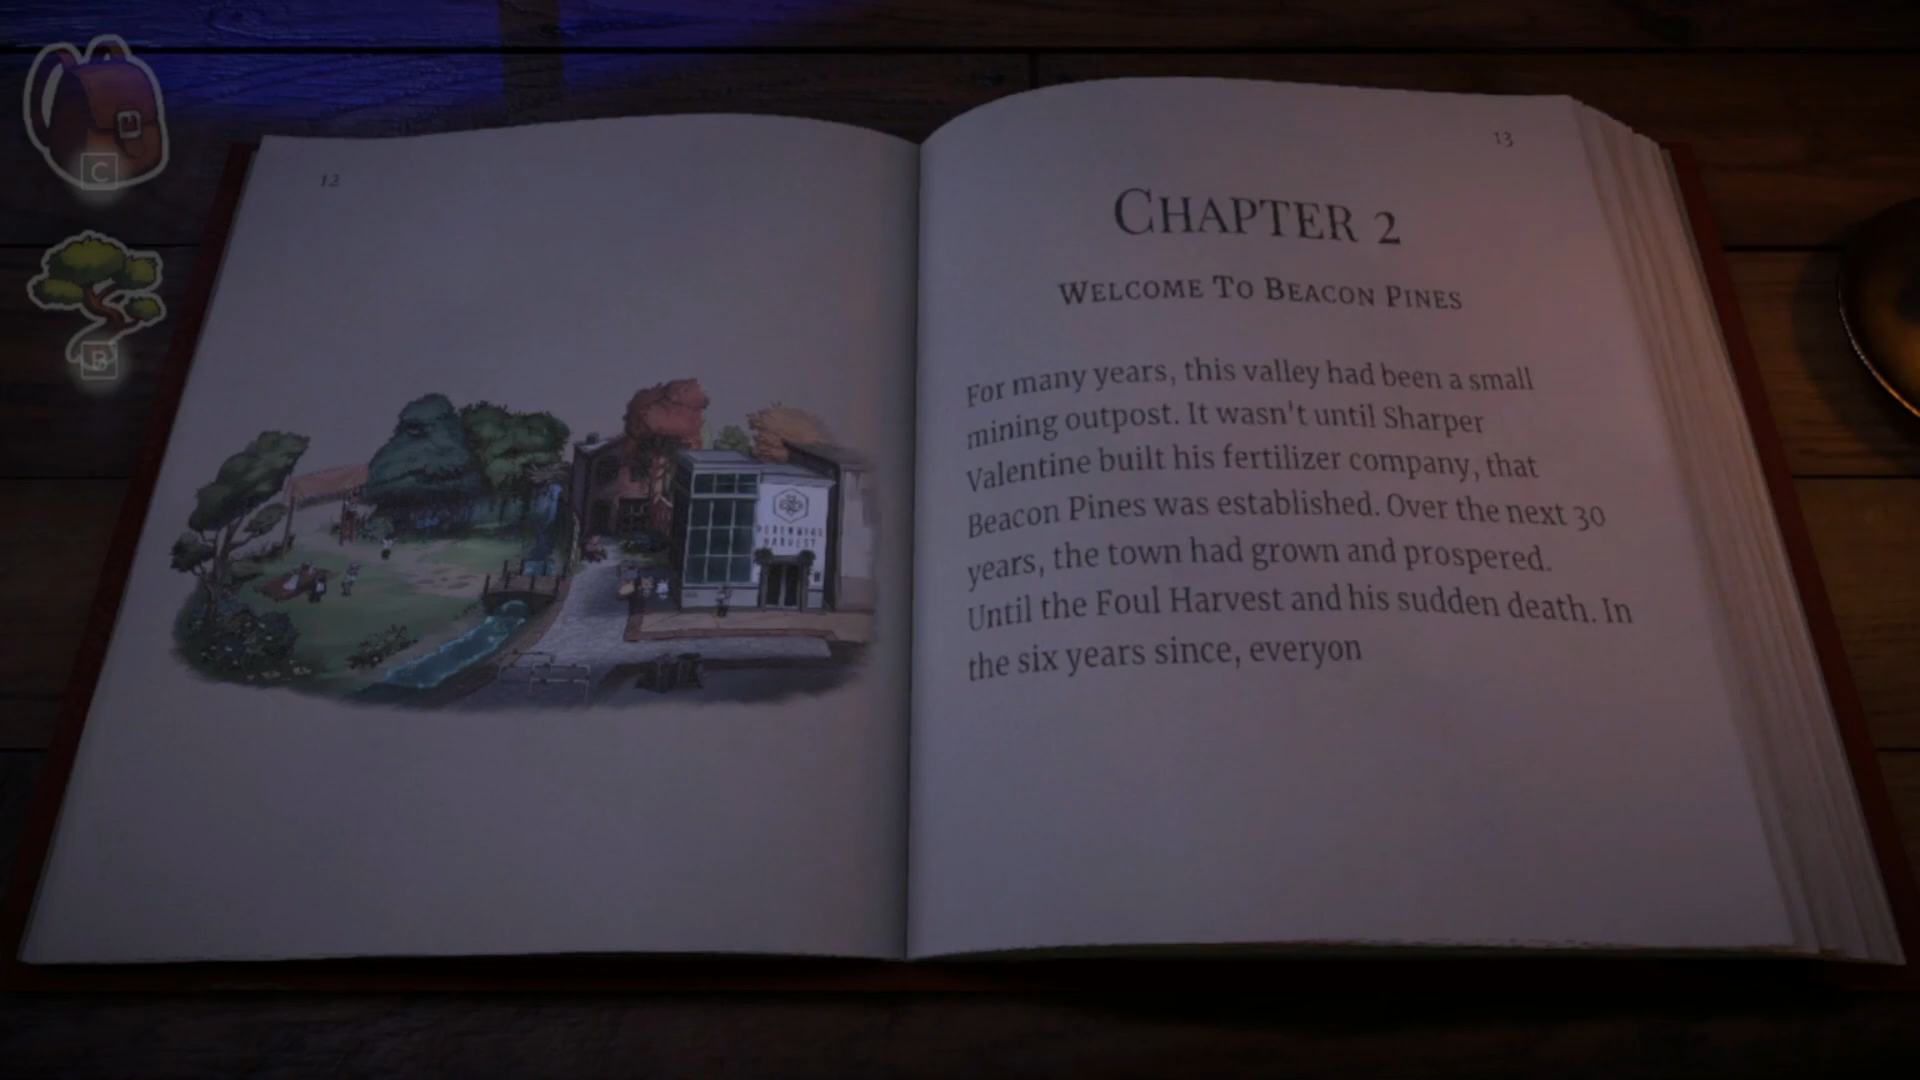 C
B
12
PERENNIAL
HARVEST
13
CHAPTER 2
WELCOME TO BEACON PINES
For many years, this valley had been a small
mining outpost. It wasn't until Sharper
Valentine built his fertilizer company, that
Beacon Pines was established. Over the next 30
years, the town had grown and prospered.
Until the Foul Harvest and his sudden death. In
the six years since, everyon